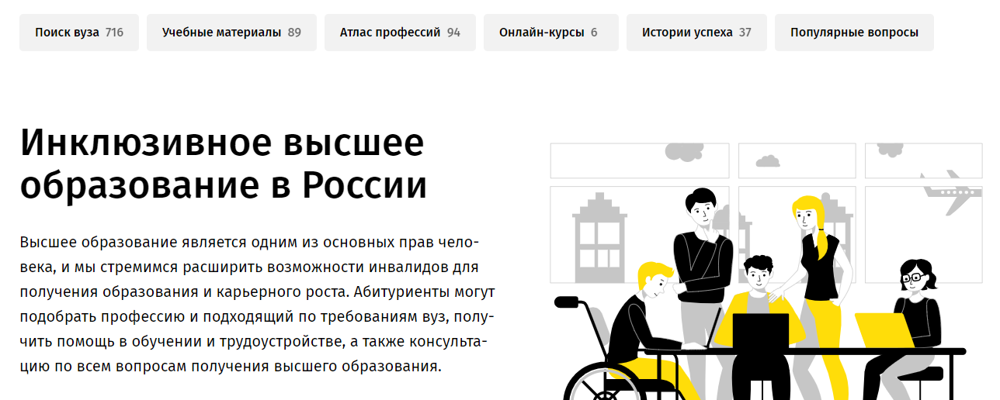 Поиск вуза 716 Учебные материалы 89 Атлас профессий 94 Онлайн-курсы 6 Истории успеха 37 Популярные вопросы
Инклюзивное высшее
образование в России
Высшее образование является одним из основных прав чело-
века, и мы стремимся расширить возможности инвалидов для
получения образования и карьерного роста. Абитуриенты могут
подобрать профессию и подходящий по требованиям вуз, полу-
чить помощь в обучении и трудоустройстве, а также консульта-
цию по всем вопросам получения высшего образования.